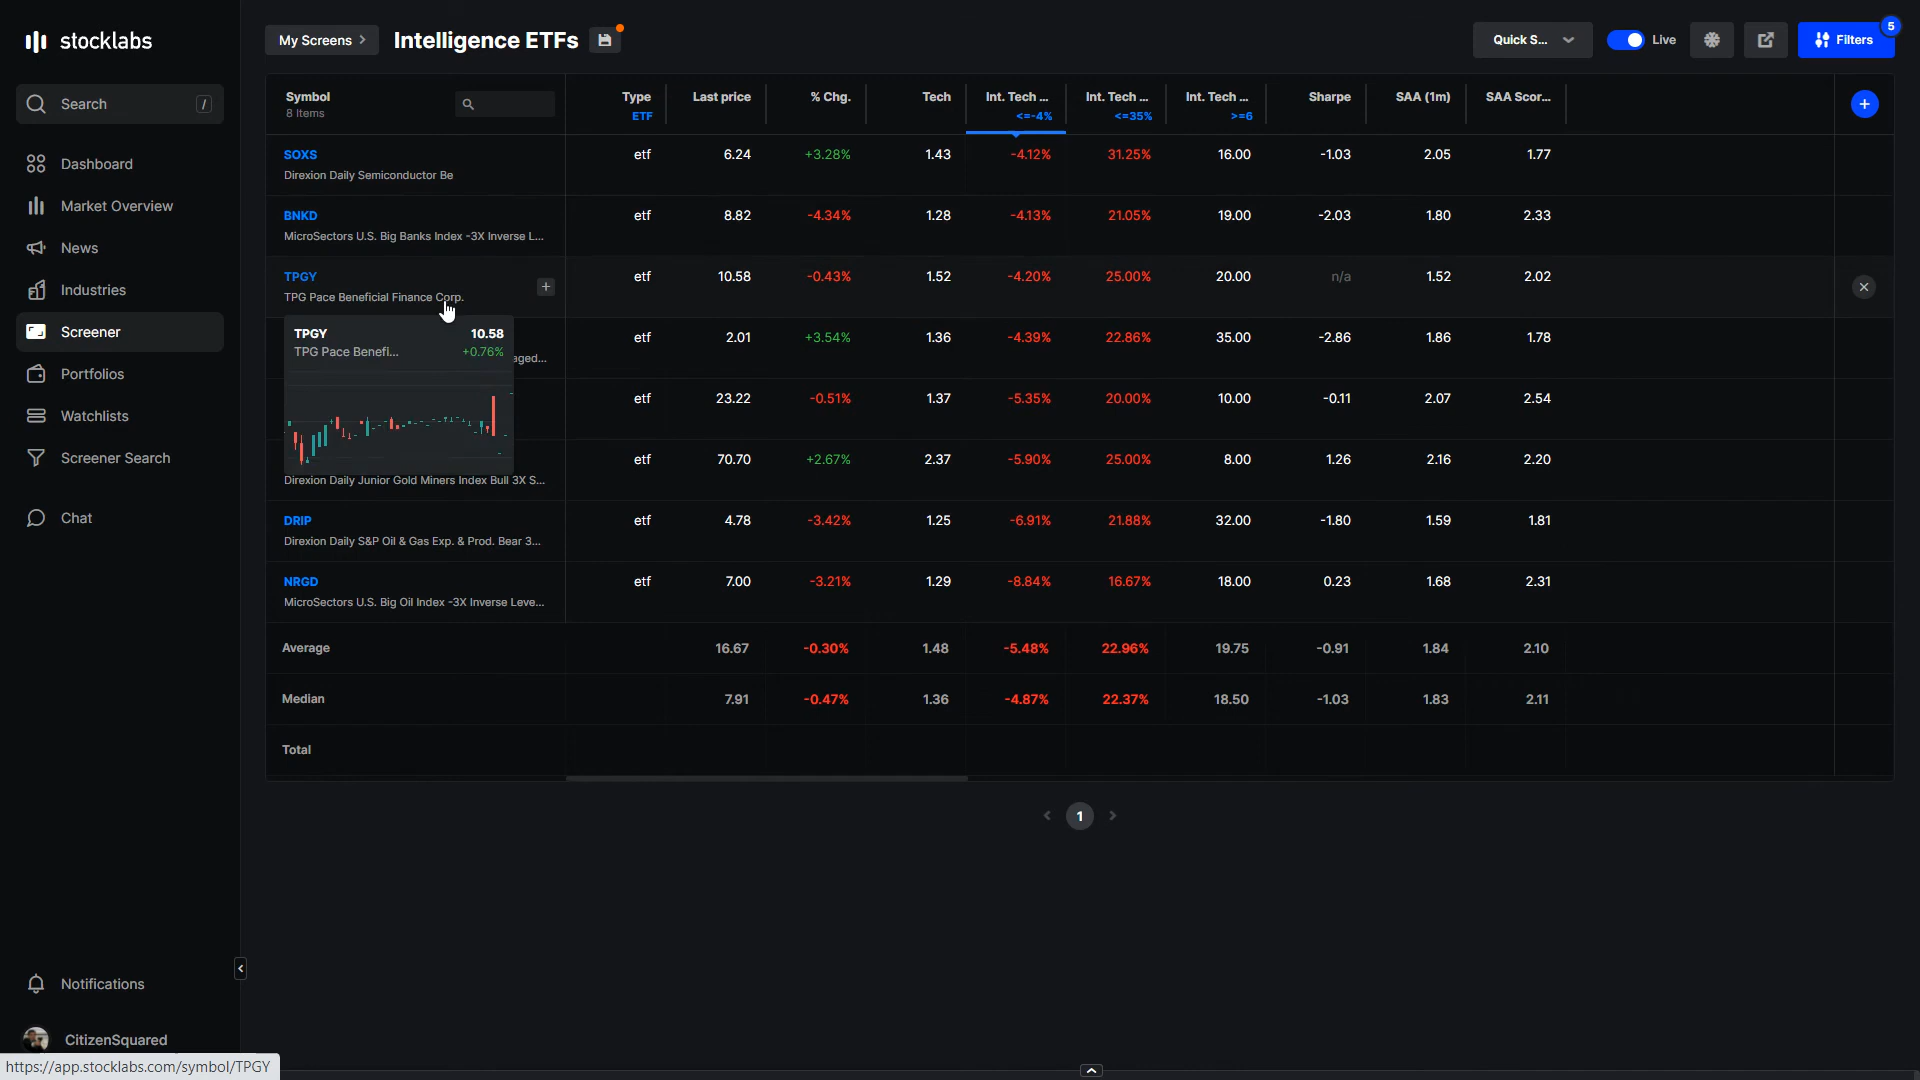 stocklabs
My Screens >
Intelligence ETFs
Quick S...
Live
Filters
5
Search
/
Dashboard
Market Overview
News
Industries
Screener
Portfolios
Watchlists
Screener Search
Chat
Notifications
CitizenSquared
Symbol Type Last price % Chg. Tech Int. Tech ... Int. Tech ... Int. Tech ... Sharpe SAA (1m) SAA Scor...
8 Items ETF <=-4% <=35% >=6
SOXS etf 6.24 +3.28% 1.43 -4.12% 31.25% 16.00 -1.03 2.05 1.77
Direxion Daily Semiconductor Be
BNKD etf 8.82 -4.34% 1.28 -4.13% 21.05% 19.00 -2.03 1.80 2.33
MicroSectors U.S. Big Banks Index -3X Inverse L...
TPGY etf 10.58 -0.43% 1.52 -4.20% 25.00% 20.00 n/a 1.52 2.02
TPG Pace Beneficial Finance Corp.
TPGY 10.58
TPG Pace Benefi... +0.76%
etf 2.01 +3.54% 1.36 -4.39% 22.86% 35.00 -2.86 1.86 1.78
aged...
etf 23.22 -0.51% 1.37 -5.35% 20.00% 10.00 -0.11 2.07 2.54
etf 70.70 +2.67% 2.37 -5.90% 25.00% 8.00 1.26 2.16 2.20
Direxion Daily Junior Gold Miners Index Bull 3X S...
DRIP etf 4.78 -3.42% 1.25 -6.91% 21.88% 32.00 -1.80 1.59 1.81
Direxion Daily S&P Oil & Gas Exp. & Prod. Bear 3...
NRGD etf 7.00 -3.21% 1.29 -8.84% 16.67% 18.00 0.23 1.68 2.31
MicroSectors U.S. Big Oil Index -3X Inverse Leve...
Average 16.67 -0.30% 1.48 -5.48% 22.96% 19.75 -0.91 1.84 2.10
Median 7.91 -0.47% 1.36 -4.87% 22.37% 18.50 -1.03 1.83 2.11
Total
< 1 >
https://app.stocklabs.com/symbol/TPGY